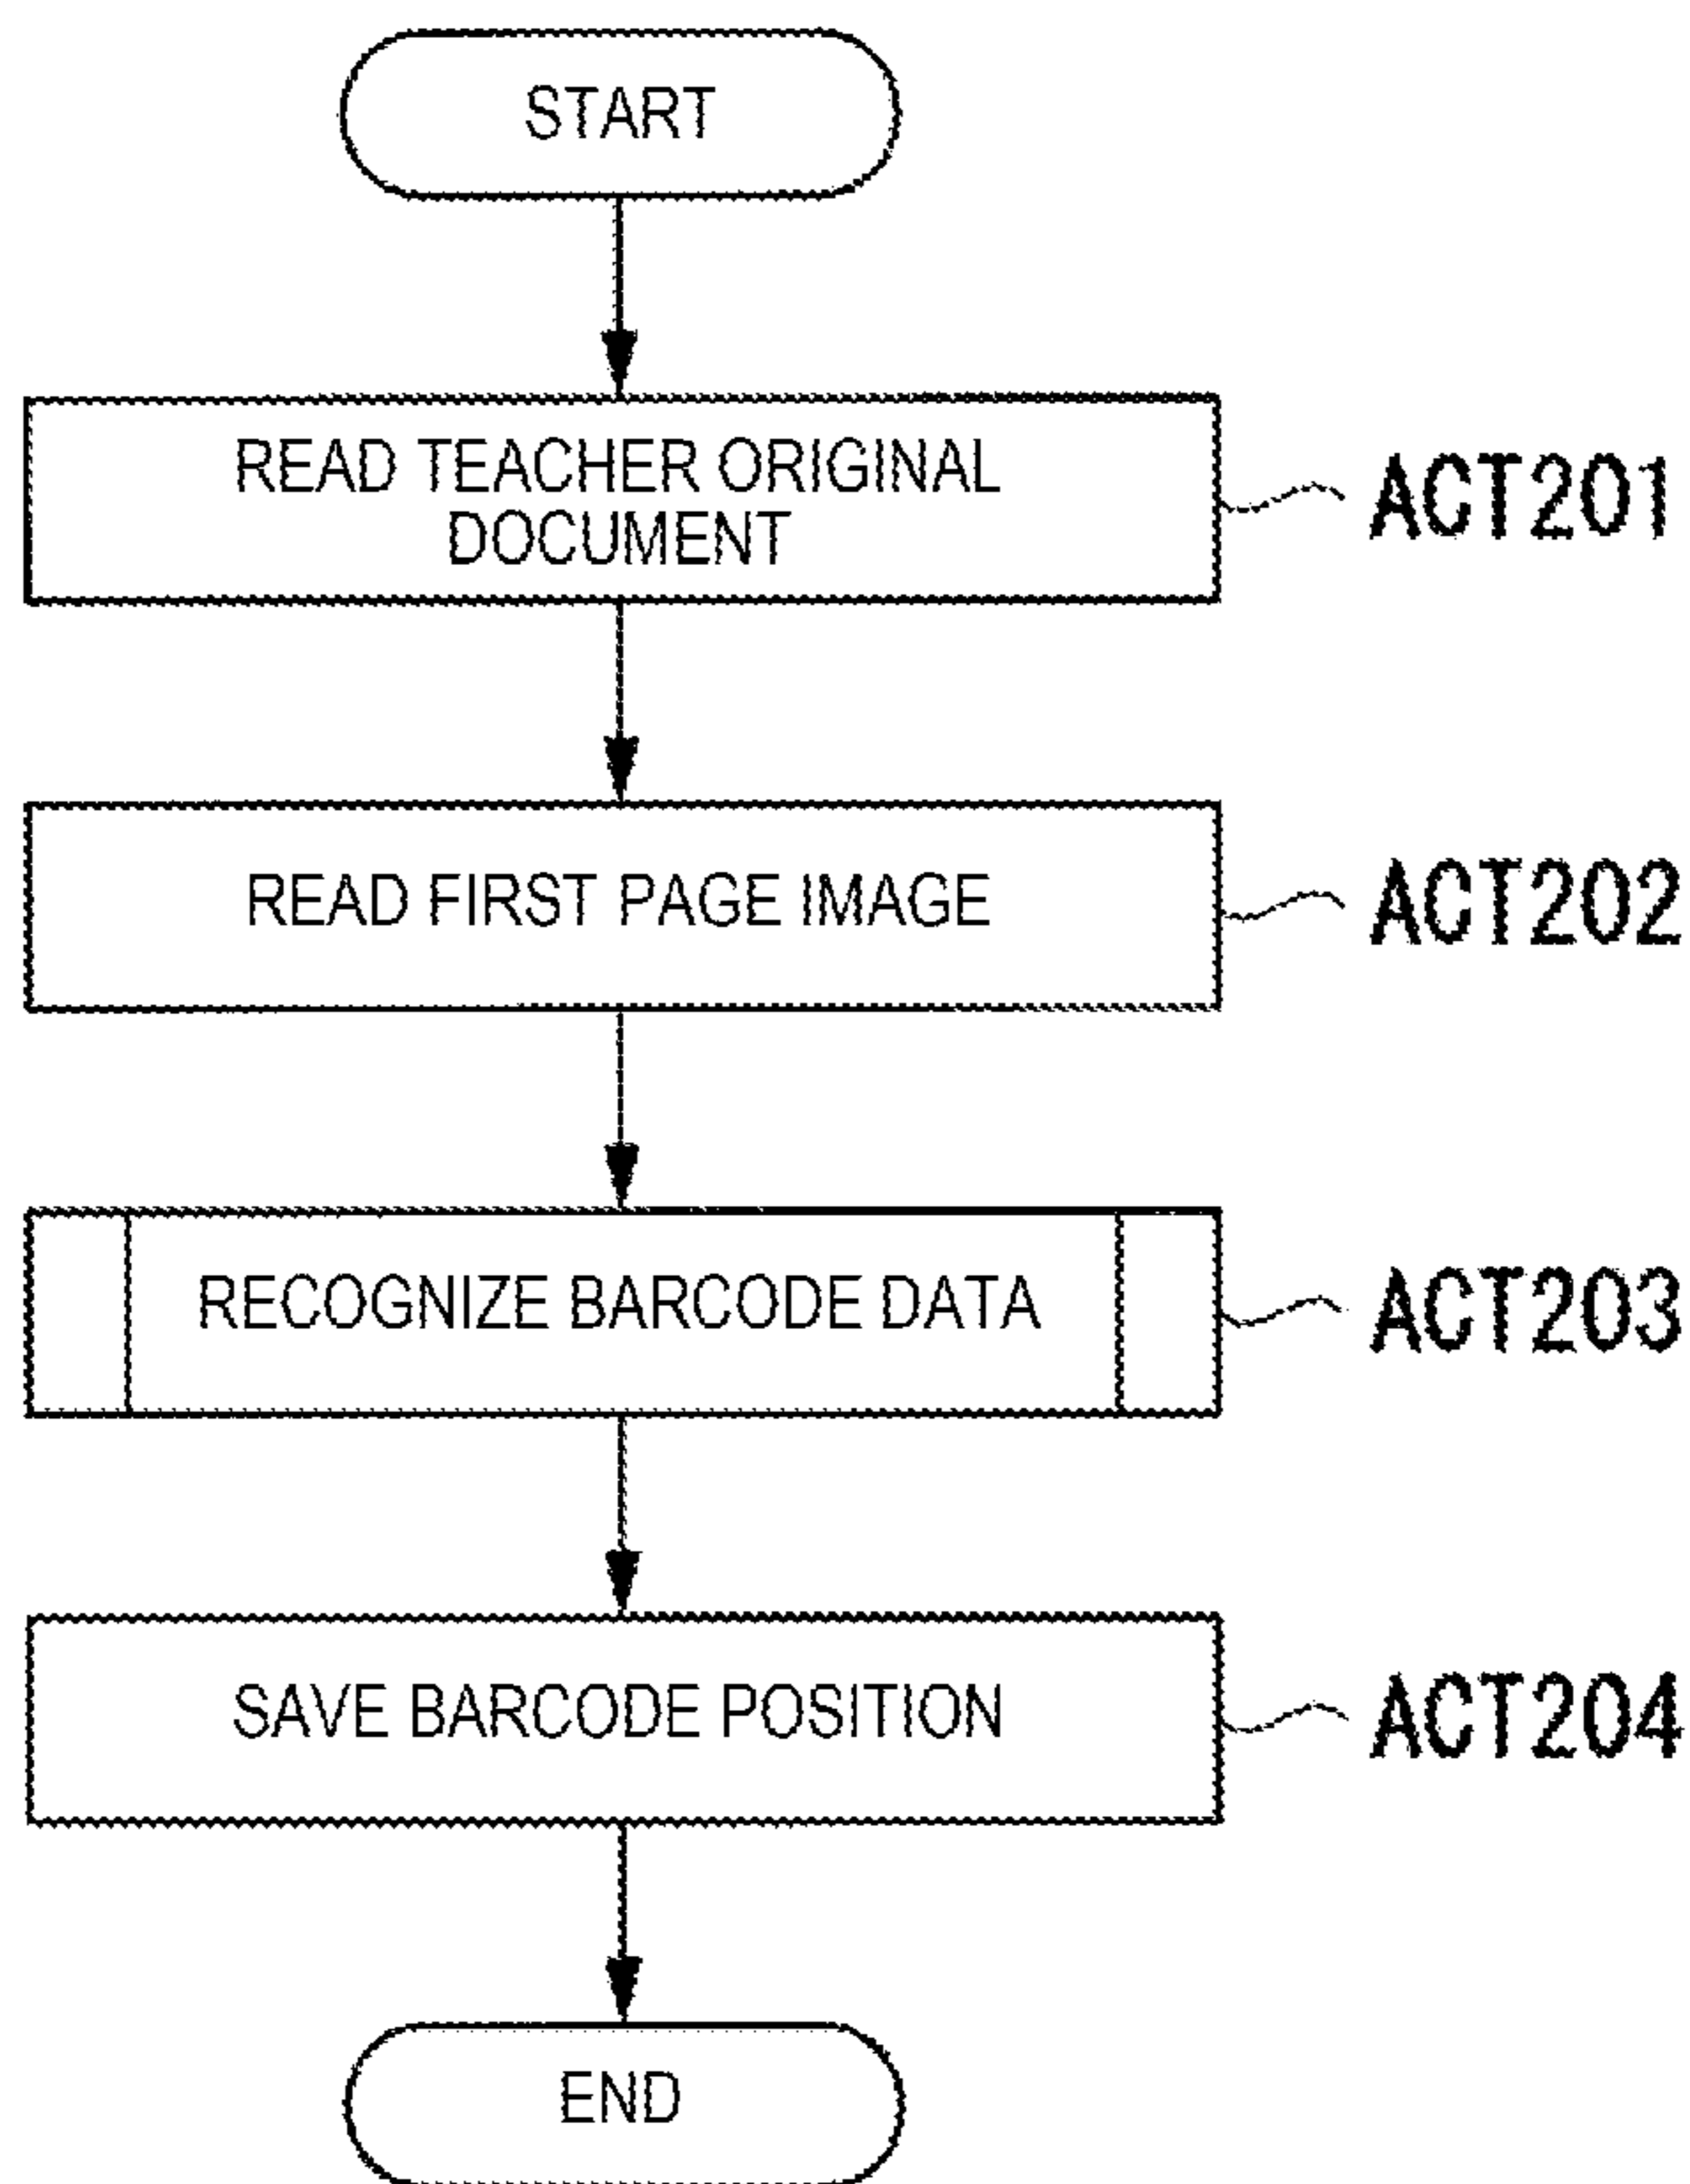 START
READ TEACHER ORIGINAL
DOCUMENT
ACT201
READ FIRST PAGE IMAGE
ACT202
RECOGNIZE BARCODE DATA
ACT203
SAVE BARCODE POSITION
ACT204
END